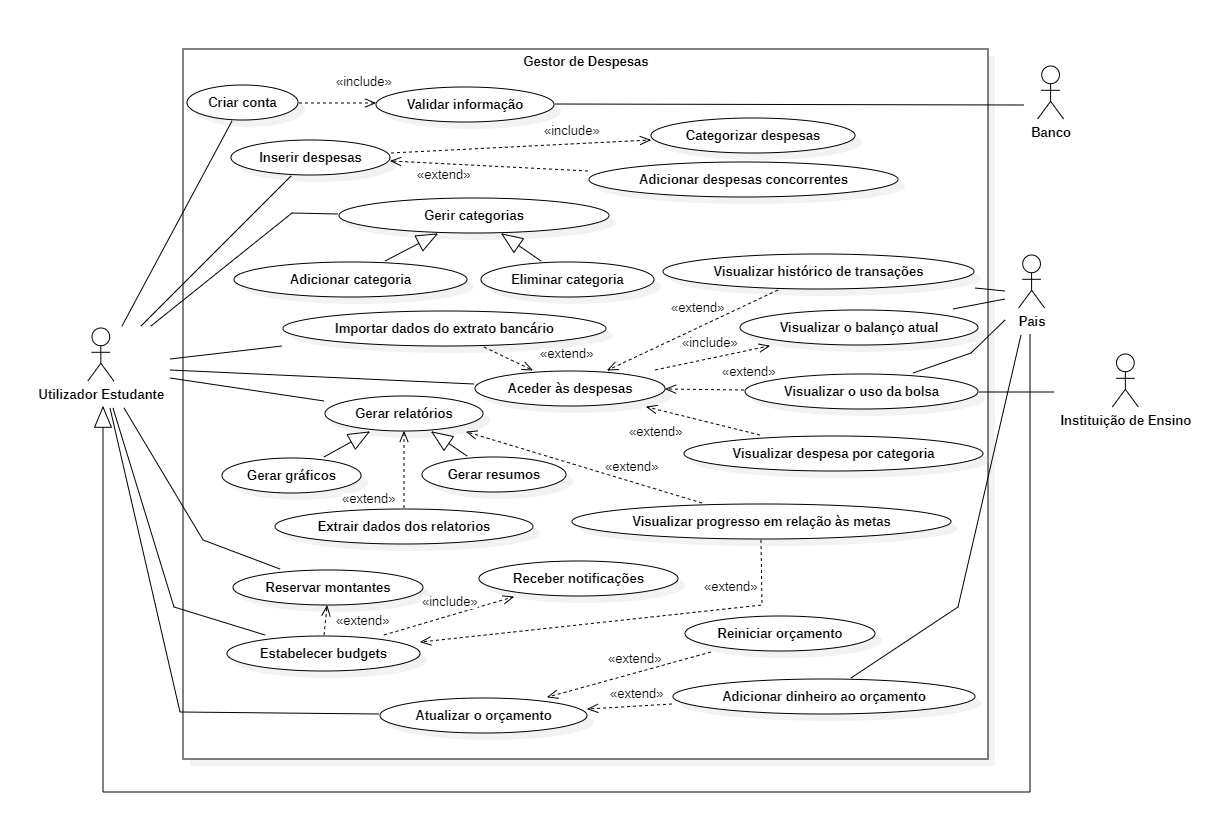 Gestor de Despesas
«include»
Criar conta
Validar informação
Banco
«include»
Categorizar despesas
Inserir despesas
«extend»
Adicionar despesas concorrentes
Gerir categorias
Adicionar categoria
Eliminar categoria
Visualizar histórico de transações
«extend»
Pais
Importar dados do extrato bancário
Visualizar o balanço atual
«include»
«extend»
«extend»
Utilizador Estudante
Aceder às despesas
Visualizar o uso da bolsa
Instituição de Ensino
Gerar relatórios
«extend»
Visualizar despesa por categoria
«extend»
Gerar gráficos
Gerar resumos
«extend»
Extrair dados dos relatorios
Visualizar progresso em relação às metas
Receber notificações
Reservar montantes
«extend»
«include»
«extend»
Reiniciar orçamento
Estabelecer budgets
«extend»
«extend»
Adicionar dinheiro ao orçamento
Atualizar o orçamento